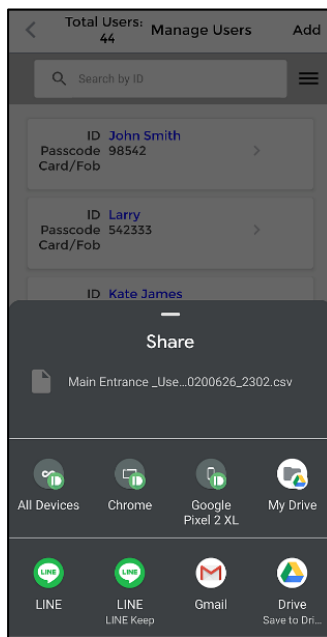 Total Users:
44
Manage Users
Add
Search by ID
ID John Smith
Passcode 98542
Card/Fob
ID Larry
Passcode 542333
Card/Fob
ID Kate James
Share
Main Entrance _Use...0200626_2302.csv
All Devices
Chrome
Google
Pixel 2 XL
My Drive
LINE
LINE
LINE
LINE
LINE Keep
Gmail
Drive
Save to Dri...